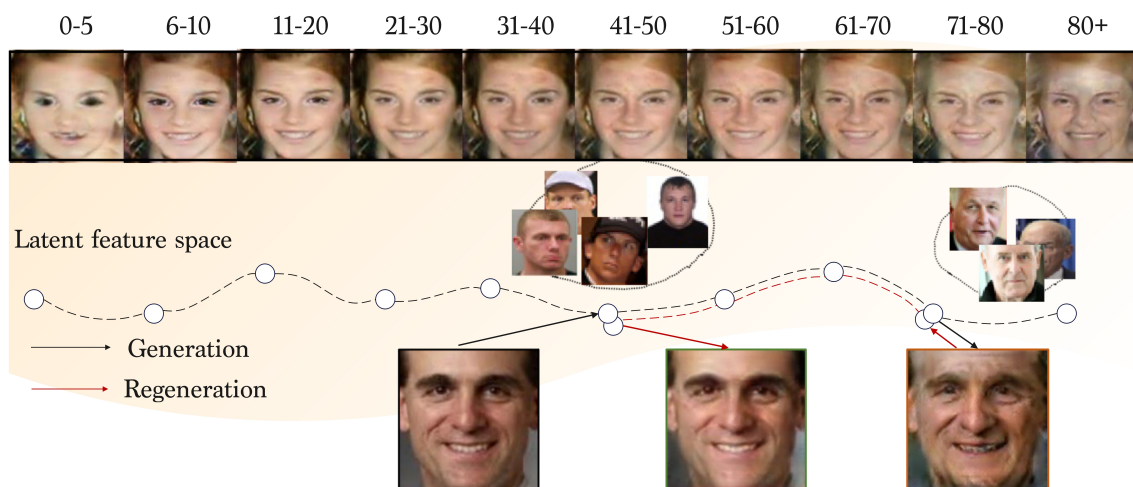 0-5 6-10 11-20 21-30 31-40 41-50 51-60 61-70 71-80 80+
Latent feature space
Generation
Regeneration